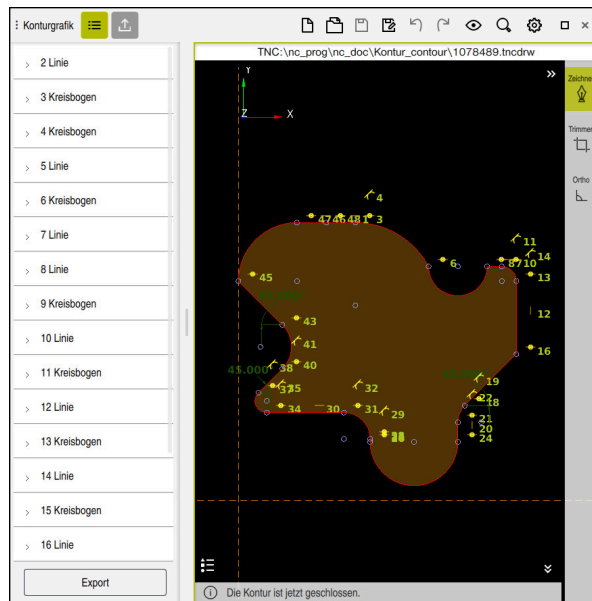 Konturgrafik
TNC:\nc_prog\nc_doc\Kontur_contour\1078489.tncdrw
2 Linie
3 Kreisbogen
4 Kreisbogen
5 Linie
6 Kreisbogen
7 Linie
8 Linie
9 Kreisbogen
10 Linie
11 Kreisbogen
12 Linie
13 Kreisbogen
14 Linie
15 Kreisbogen
16 Linie
Export
Y
Z
X
4
3
11
14
6
10
13
45
12
43
41
16
40
38
45.000
19
32
35
22
18
34
30
31
29
21
20
24
Zeichne
Trimme
Ortho
Die Kontur ist jetzt geschlossen.